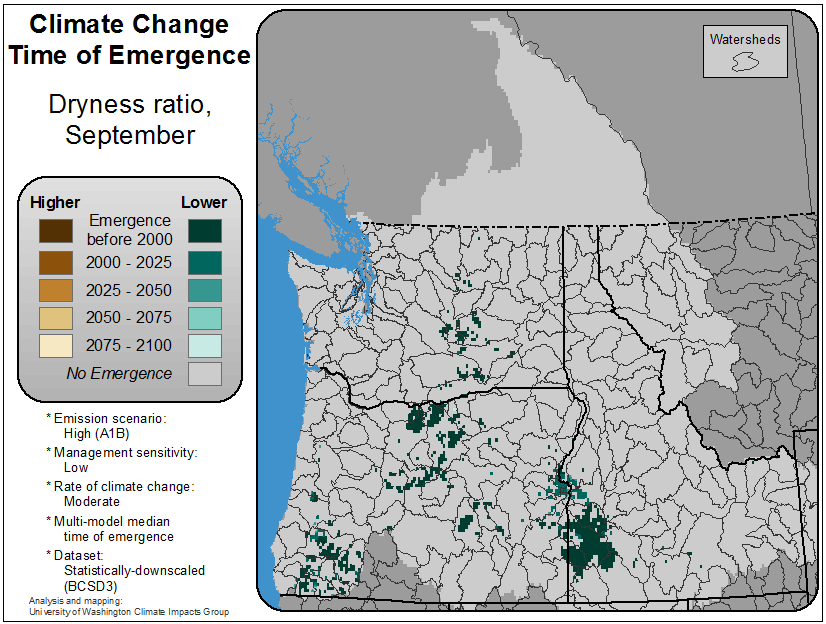 Climate Change
Time of Emergence
Dryness ratio,
September
Higher
Lower
Emergence
before 2000
2000 - 2025
2025 - 2050
2050 - 2075
2075 - 2100
No Emergence
* Emission scenario:
High (A1B)
* Management sensitivity:
Low
* Rate of climate change:
Moderate
* Multi-model median
time of emergence
* Dataset:
Statistically-downscaled
(BCSD3)
Analysis and mapping:
University of Washington Climate Impacts Group
Watersheds